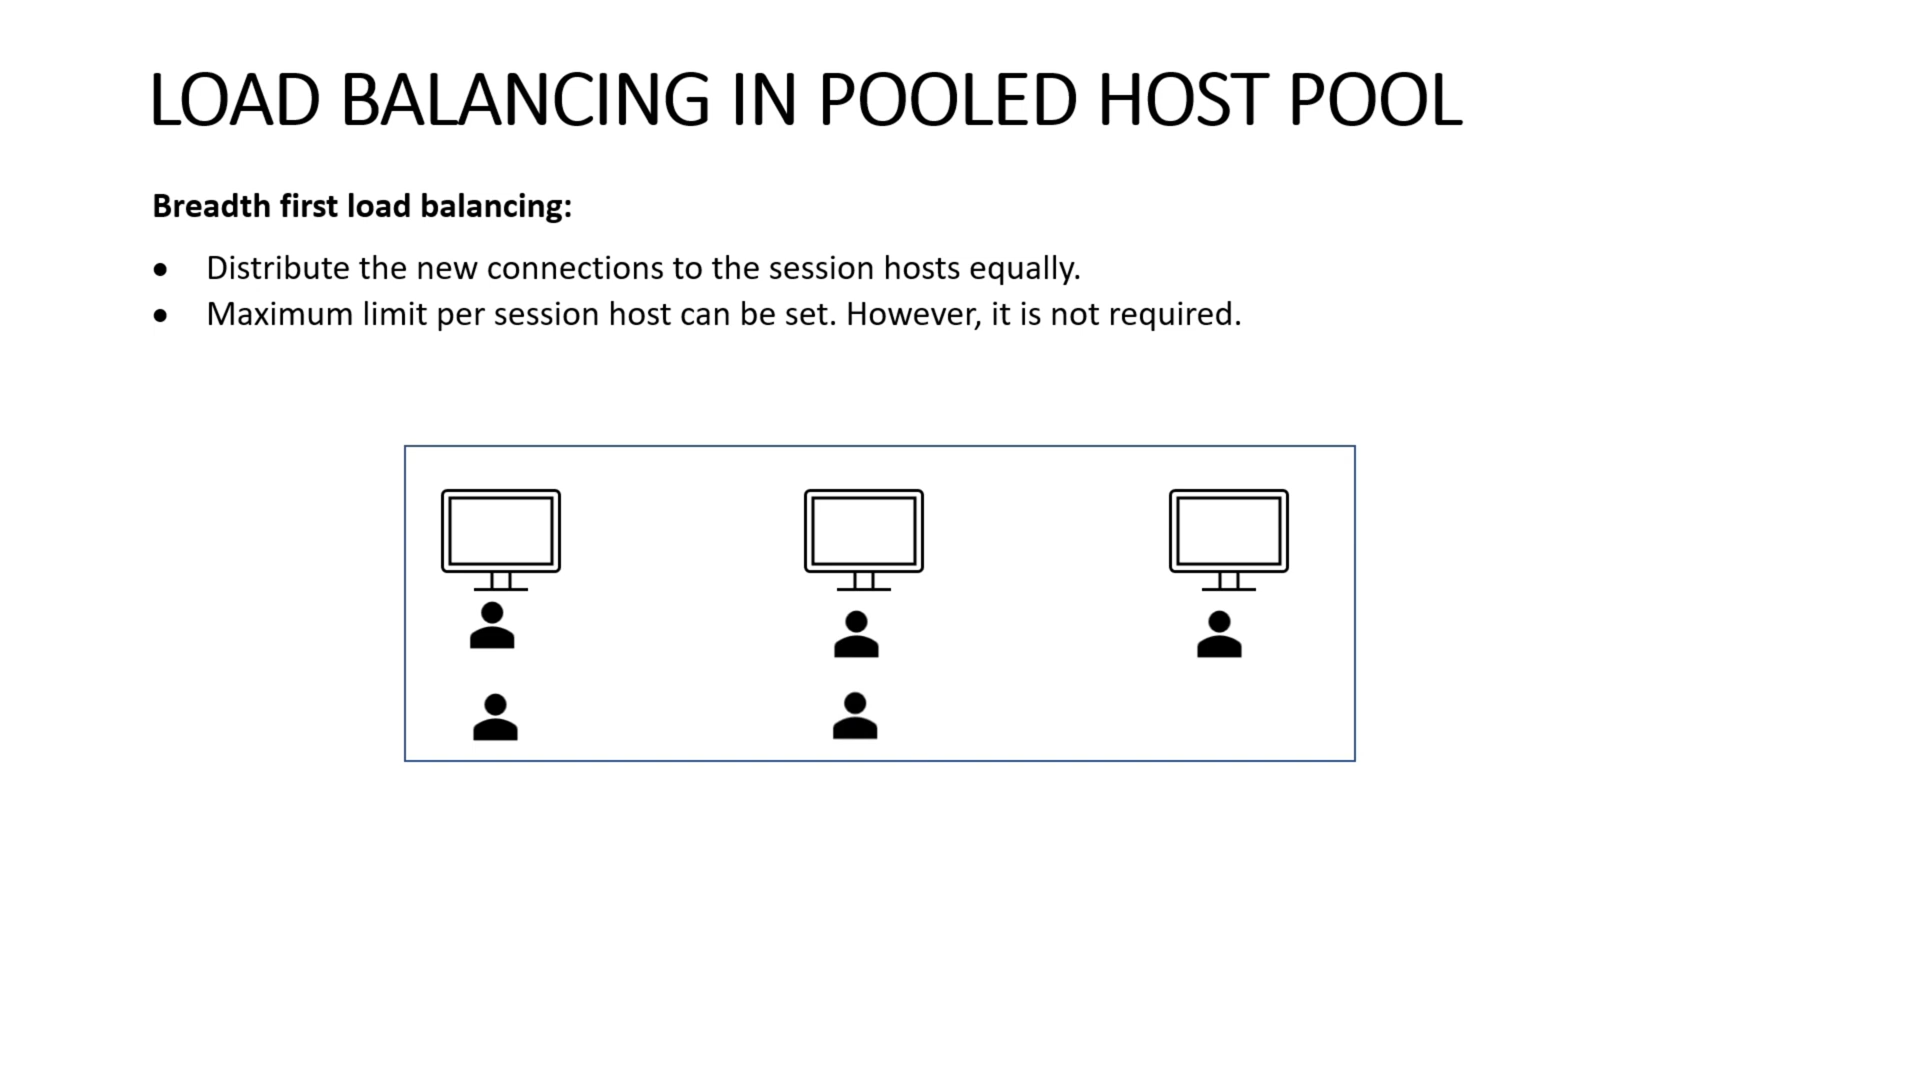 LOAD BALANCING IN POOLED HOST POOL
Breadth first load balancing:
• Distribute the new connections to the session hosts equally.
• Maximum limit per session host can be set. However, it is not required.